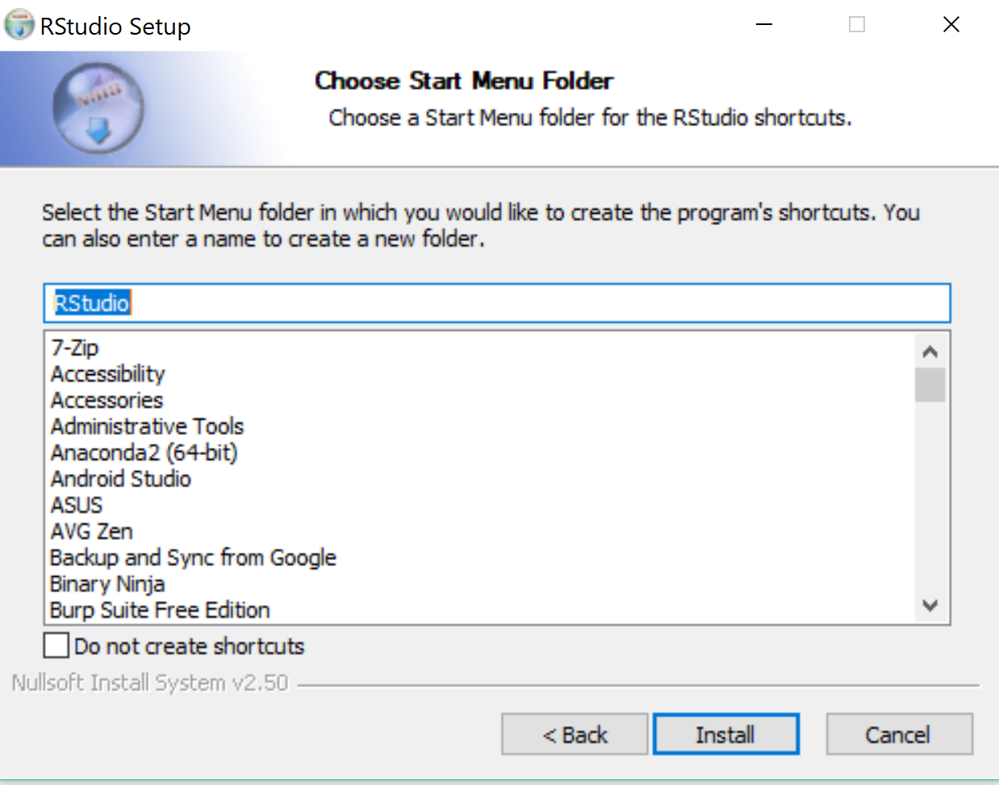 RStudio Setup
Choose Start Menu Folder
Choose a Start Menu folder for the RStudio shortcuts.
Select the Start Menu folder in which you would like to create the program's shortcuts. You
can also enter a name to create a new folder.
RStudio
7-Zip
Accessibility
Accessories
Administrative Tools
Anaconda2 (64-bit)
Android Studio
ASUS
AVG Zen
Backup and Sync from Google
Binary Ninja
Burp Suite Free Edition
Do not create shortcuts
Nullsoft Install System v2.50
< Back
Install
Cancel